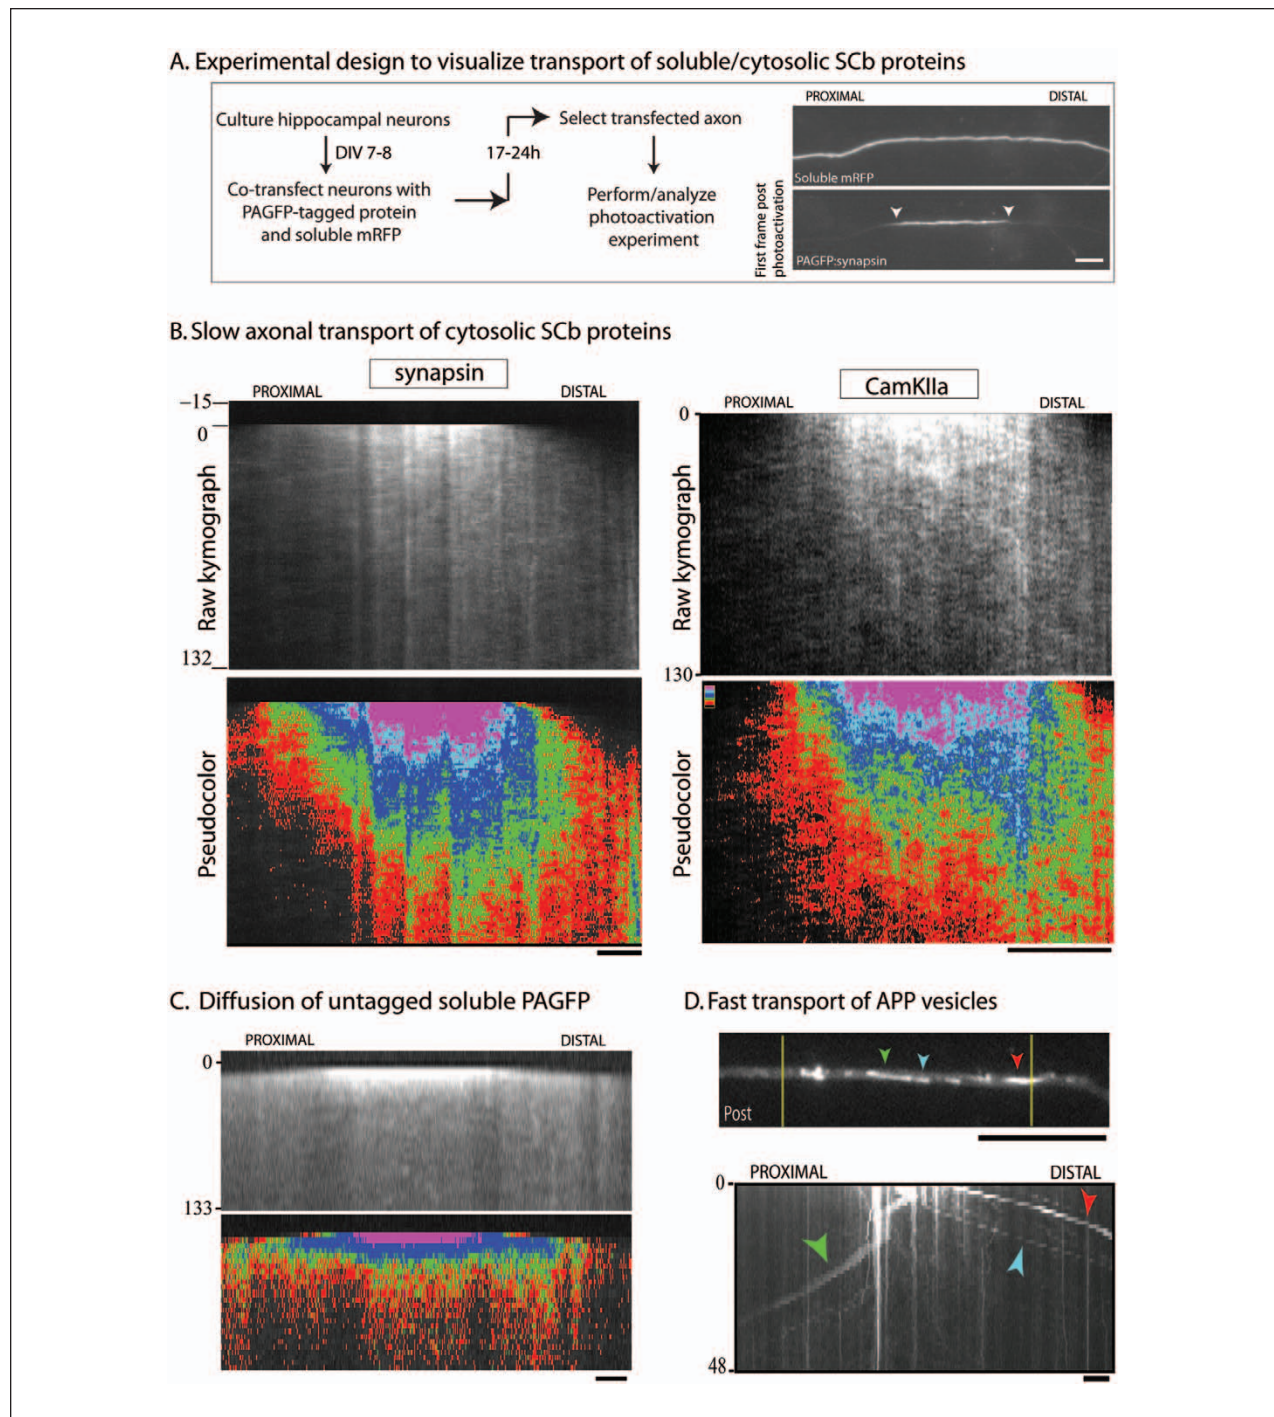 A. Experimental design to visualize transport of soluble/cytosolic SCb proteins
Culture hippocampal neurons
DIV 7-8
Co-transfect neurons with
PAGFP-tagged protein
and soluble mRFP
17-24h
Select transfected axon
Perform/analyze
photoactivation
experiment
PROXIMAL DISTAL
Soluble mRFP
First frame post
photoactivation
PAGFP:synapsin
B. Slow axonal transport of cytosolic SCb proteins
synapsin
PROXIMAL DISTAL
−15
0
Raw kymograph
132
Pseudocolor
CamKIIa
PROXIMAL DISTAL
0
Raw kymograph
130
Pseudocolor
C. Diffusion of untagged soluble PAGFP
PROXIMAL DISTAL
0
133
D. Fast transport of APP vesicles
Post
PROXIMAL DISTAL
0
48